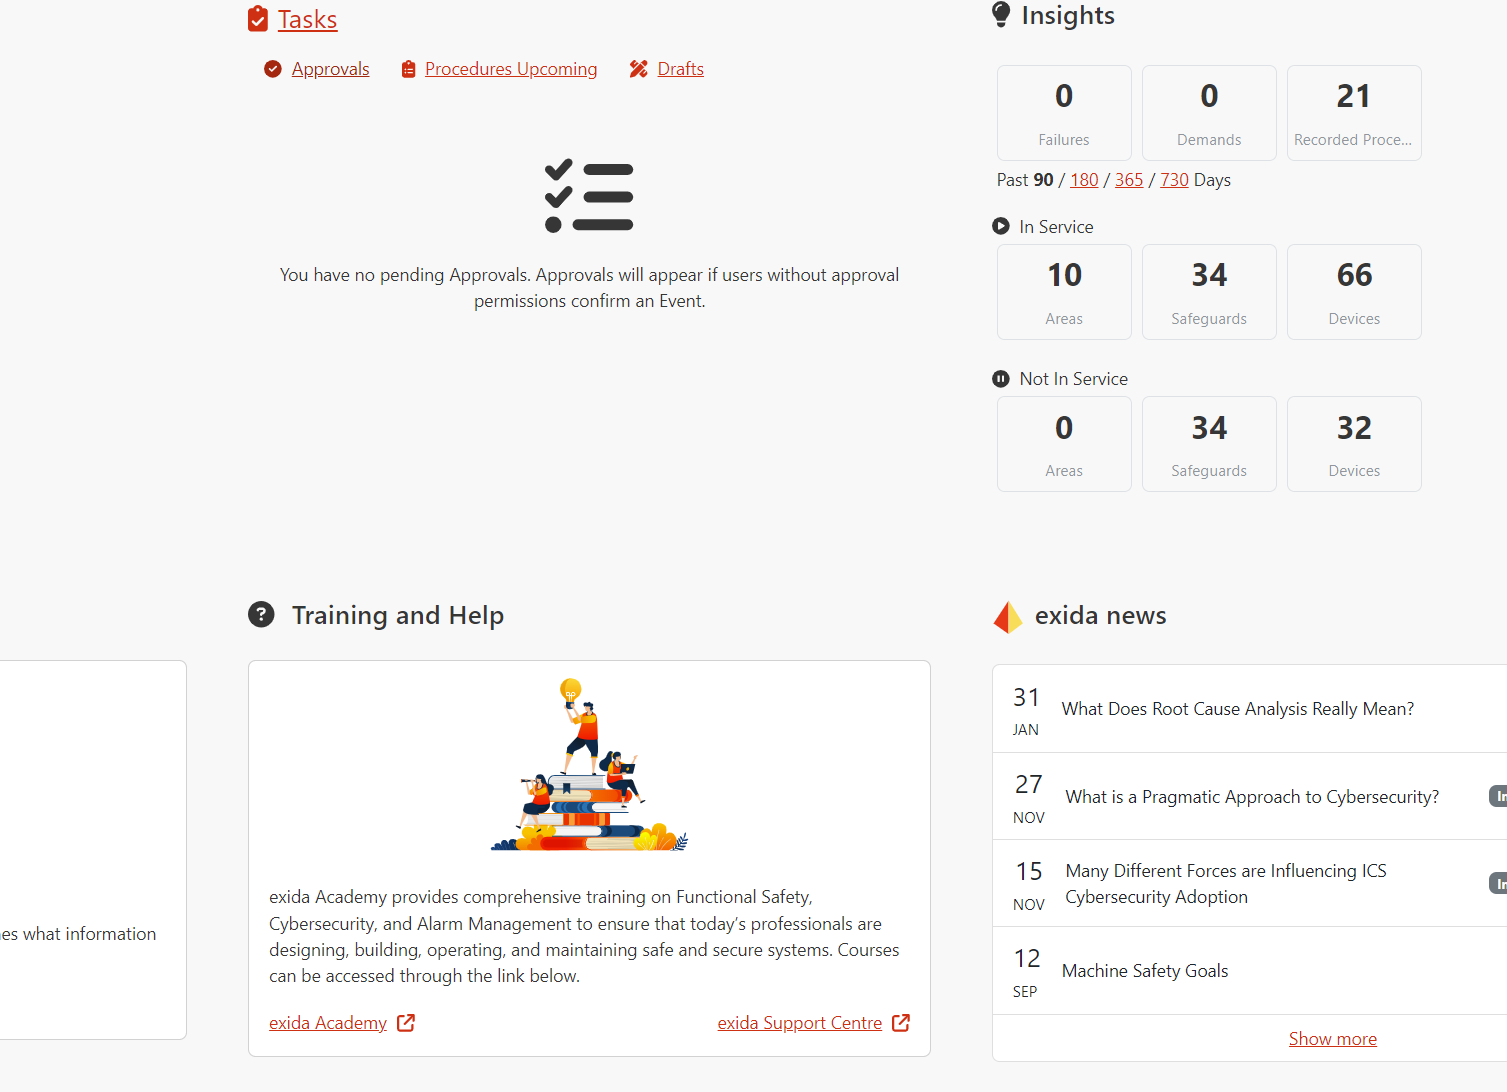 Tasks
Approvals
Procedures Upcoming
Drafts
You have no pending Approvals. Approvals will appear if users without approval
permissions confirm an Event.
Insights
0
Failures
0
Demands
21
Recorded Proce...
Past 90 / 180 / 365 / 730 Days
In Service
10
Areas
34
Safeguards
66
Devices
Not In Service
0
Areas
34
Safeguards
32
Devices
what information
Training and Help
exida Academy provides comprehensive training on Functional Safety,
Cybersecurity, and Alarm Management to ensure that today’s professionals are
designing, building, operating, and maintaining safe and secure systems. Courses
can be accessed through the link below.
exida Academy
exida Support Centre
exida news
31
JAN
What Does Root Cause Analysis Really Mean?
27
NOV
What is a Pragmatic Approach to Cybersecurity?
15
NOV
Many Different Forces are Influencing ICS
Cybersecurity Adoption
12
SEP
Machine Safety Goals
Show more